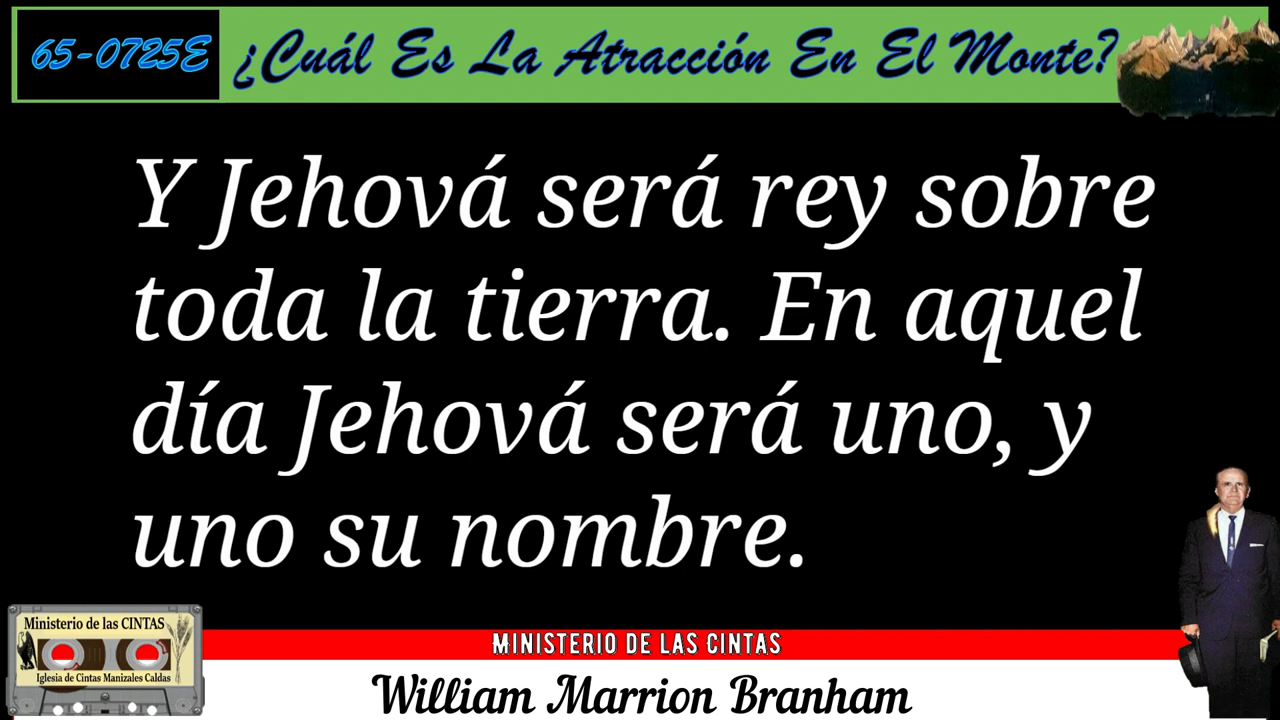 65-0725E ¿Cuál Es La Atracción En El Monte?
Y Jehová será rey sobre
toda la tierra. En aquel
día Jehová será uno, y
uno su nombre.
Ministerio de las CINTAS
Iglesia de Cintas Manizales Caldas
MINISTERIO DE LAS CINTAS
William Marrion Branham